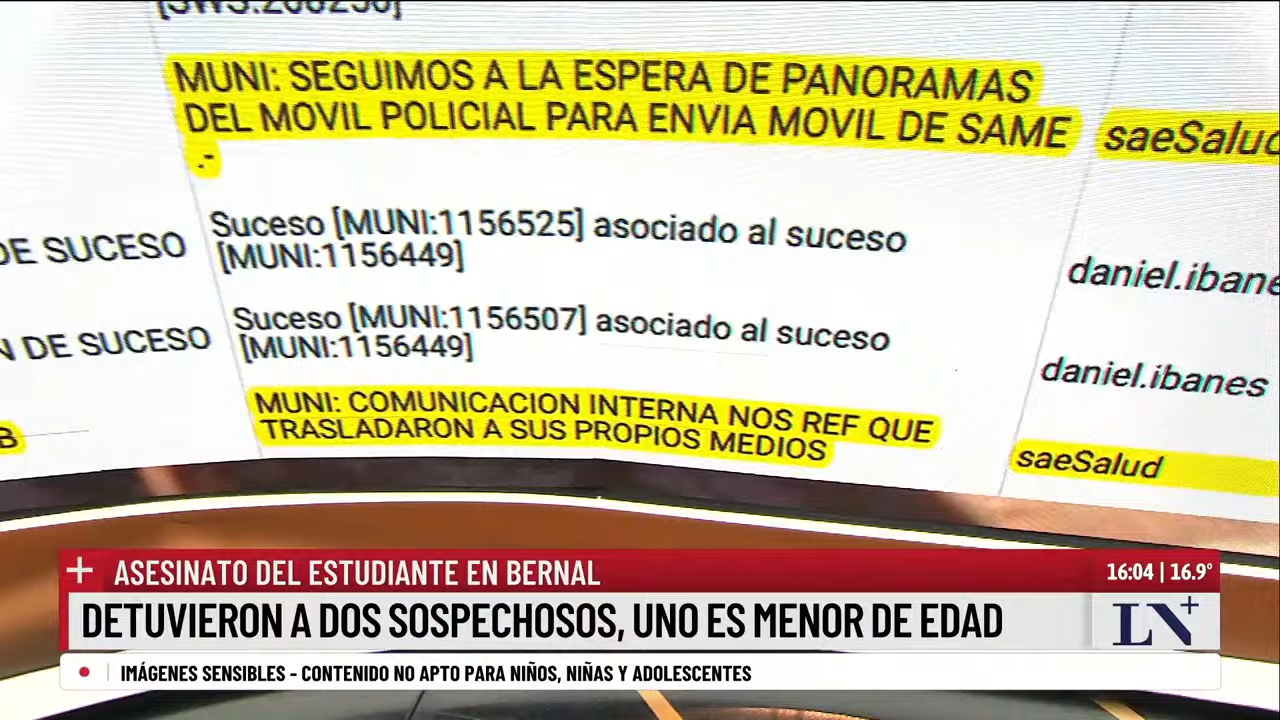 [SWS:200256]
MUNI: SEGUIMOS A LA ESPERA DE PANORAMAS
DEL MOVIL POLICIAL PARA ENVIA MOVIL DE SAME
.-
saeSalud
DE SUCESO
Suceso [MUNI:1156525] asociado al suceso
[MUNI:1156449]
daniel.ibane
N DE SUCESO
Suceso [MUNI:1156507] asociado al suceso
[MUNI:1156449]
daniel.ibanes
B
MUNI: COMUNICACION INTERNA NOS REF QUE
TRASLADARON A SUS PROPIOS MEDIOS
saeSalud
ASESINATO DEL ESTUDIANTE EN BERNAL
16:04 | 16.9°
DETUVIERON A DOS SOSPECHOSOS, UNO ES MENOR DE EDAD
LN+
IMÁGENES SENSIBLES - CONTENIDO NO APTO PARA NIÑOS, NIÑAS Y ADOLESCENTES